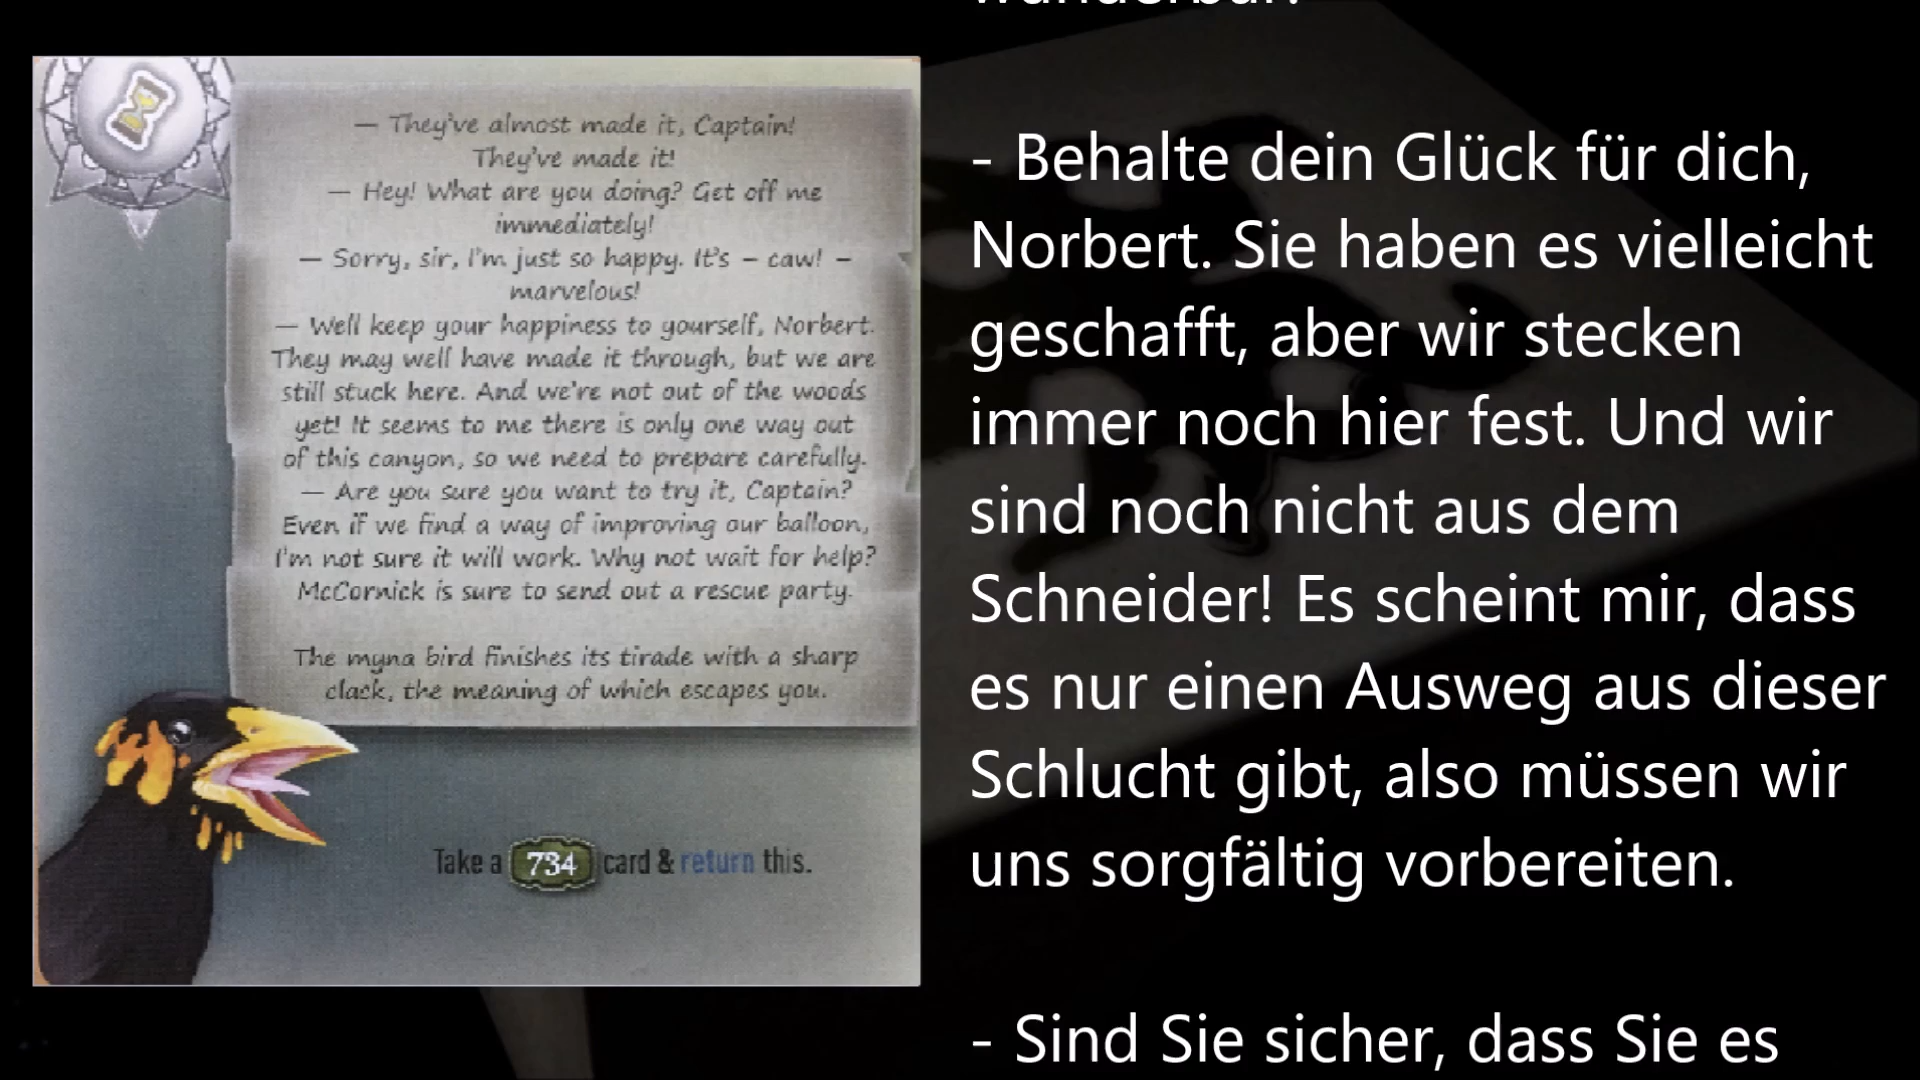 — They've almost made it, Captain!
They've made it!
— Hey! What are you doing? Get off me
immediately!
— Sorry, sir, I'm just so happy. It's – caw! –
marvelous!
— Well keep your happiness to yourself, Norbert.
They may well have made it through, but we are
still stuck here. And we're not out of the woods
yet! It seems to me there is only one way out
of this canyon, so we need to prepare carefully.
— Are you sure you want to try it, Captain?
Even if we find a way of improving our balloon,
I'm not sure it will work. Why not wait for help?
McCornick is sure to send out a rescue party.
The myna bird finishes its tirade with a sharp
clack, the meaning of which escapes you.
Take a 734 card & return this.
wunderbar!
- Behalte dein Glück für dich,
Norbert. Sie haben es vielleicht
geschafft, aber wir stecken
immer noch hier fest. Und wir
sind noch nicht aus dem
Schneider! Es scheint mir, dass
es nur einen Ausweg aus dieser
Schlucht gibt, also müssen wir
uns sorgfältig vorbereiten.
- Sind Sie sicher, dass Sie es